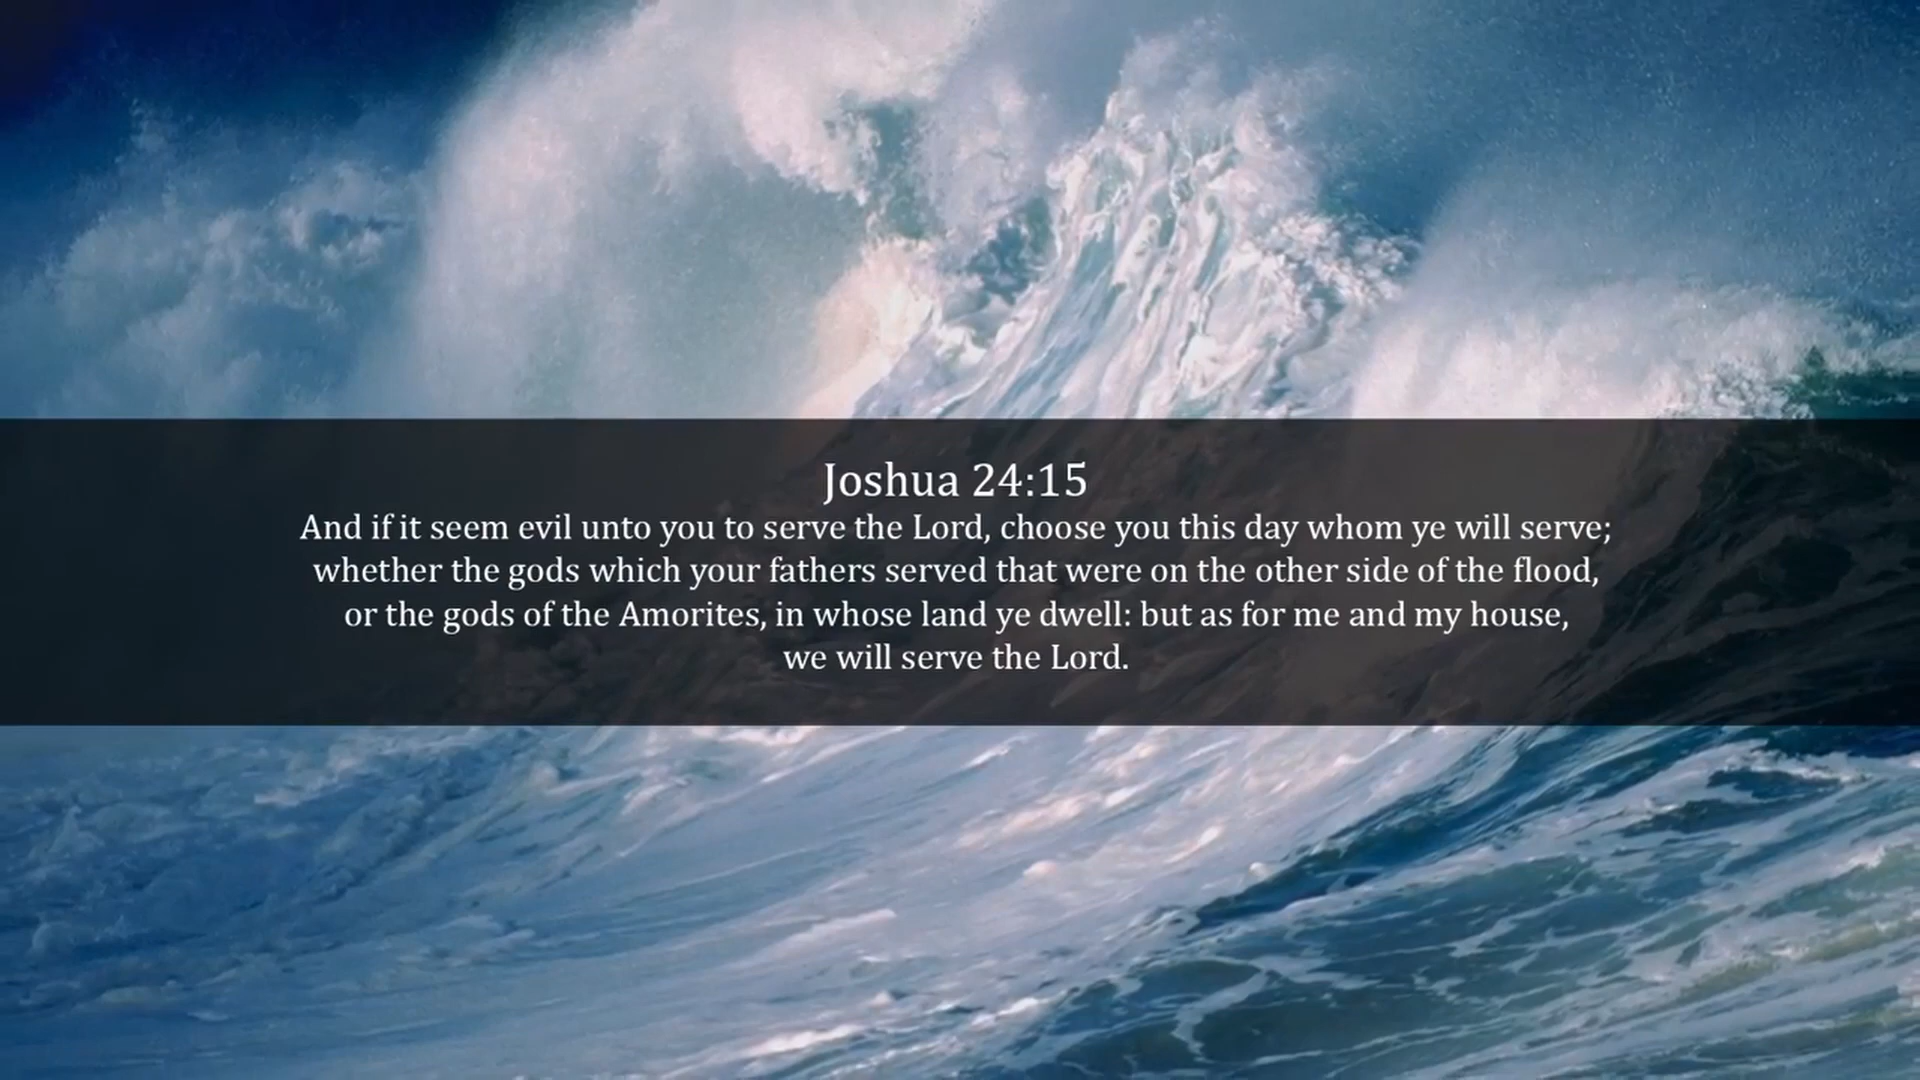 Joshua 24:15
And if it seem evil unto you to serve the Lord, choose you this day whom ye will serve;
whether the gods which your fathers served that were on the other side of the flood,
or the gods of the Amorites, in whose land ye dwell: but as for me and my house,
we will serve the Lord.